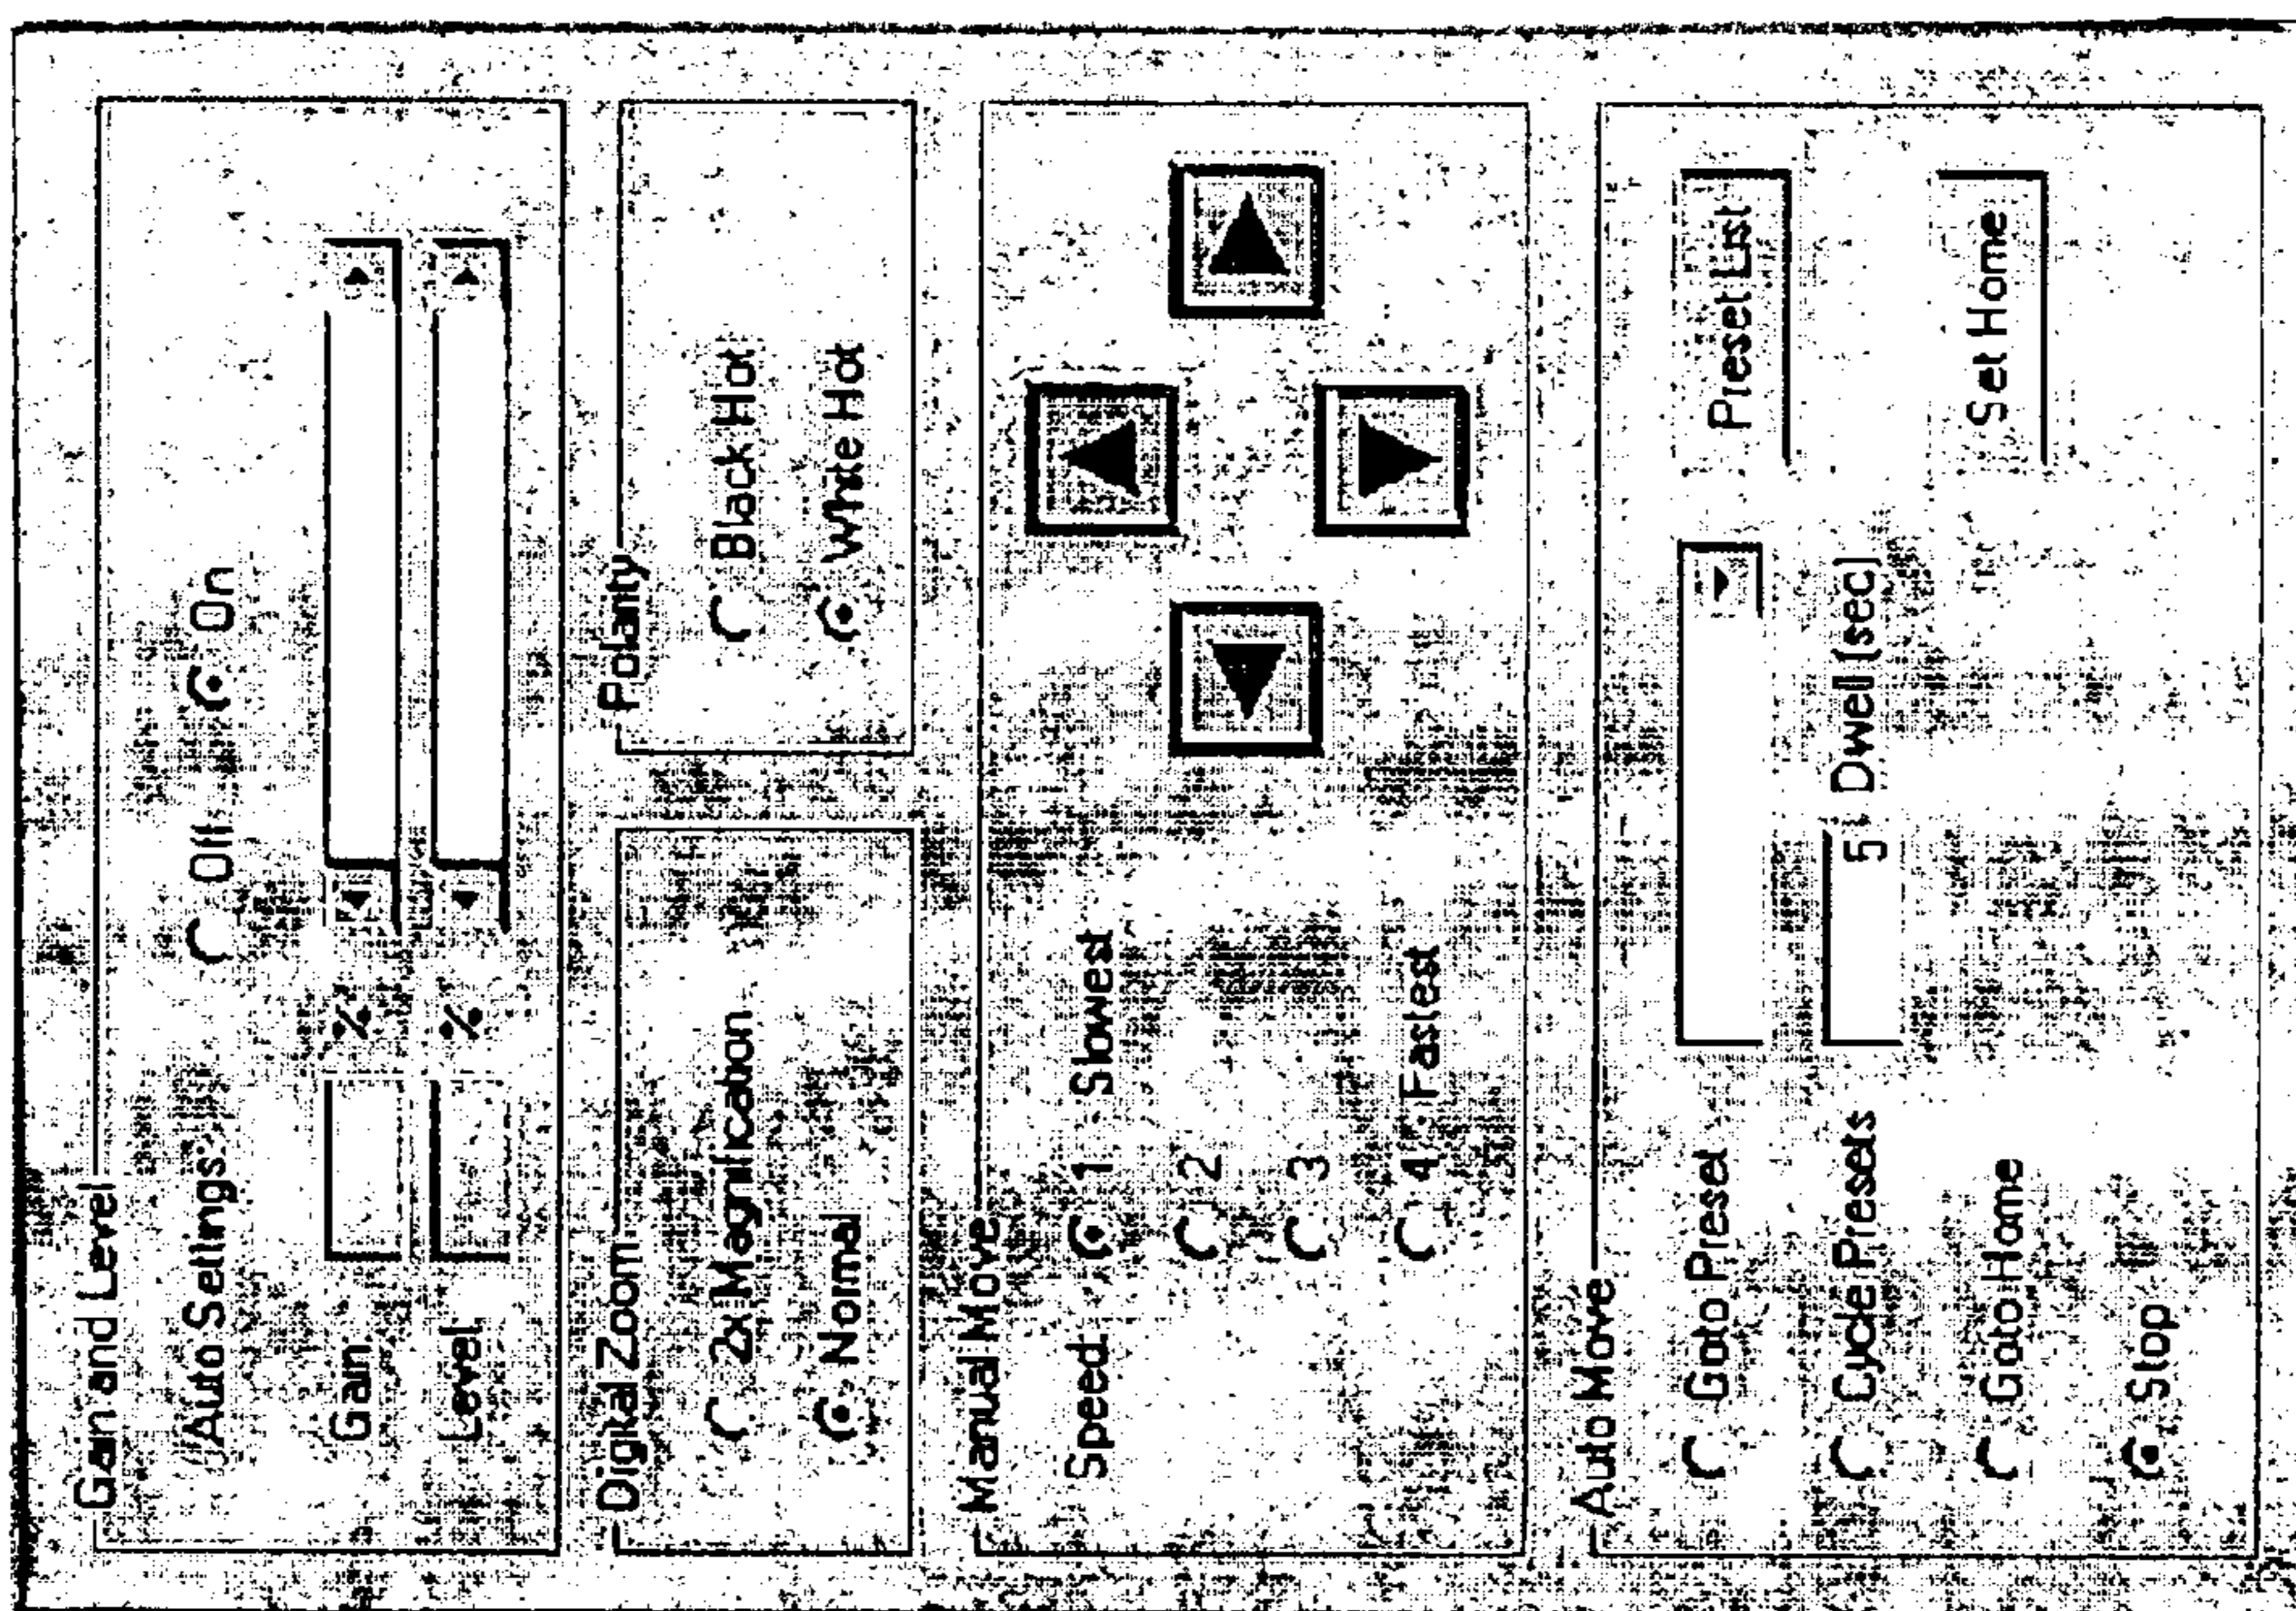 Gain and Level
Auto Settings: Off On
Gain %
Level %
Digital Zoom
2x Magnification
Normal
Polarity
Black Hot
White Hot
Manual Move
Speed: 1 - Slowest
2
3
4 - Fastest
Auto Move
Goto Preset Preset List
Cycle Presets 5 Dwell (sec)
Goto Home Set Home
Stop